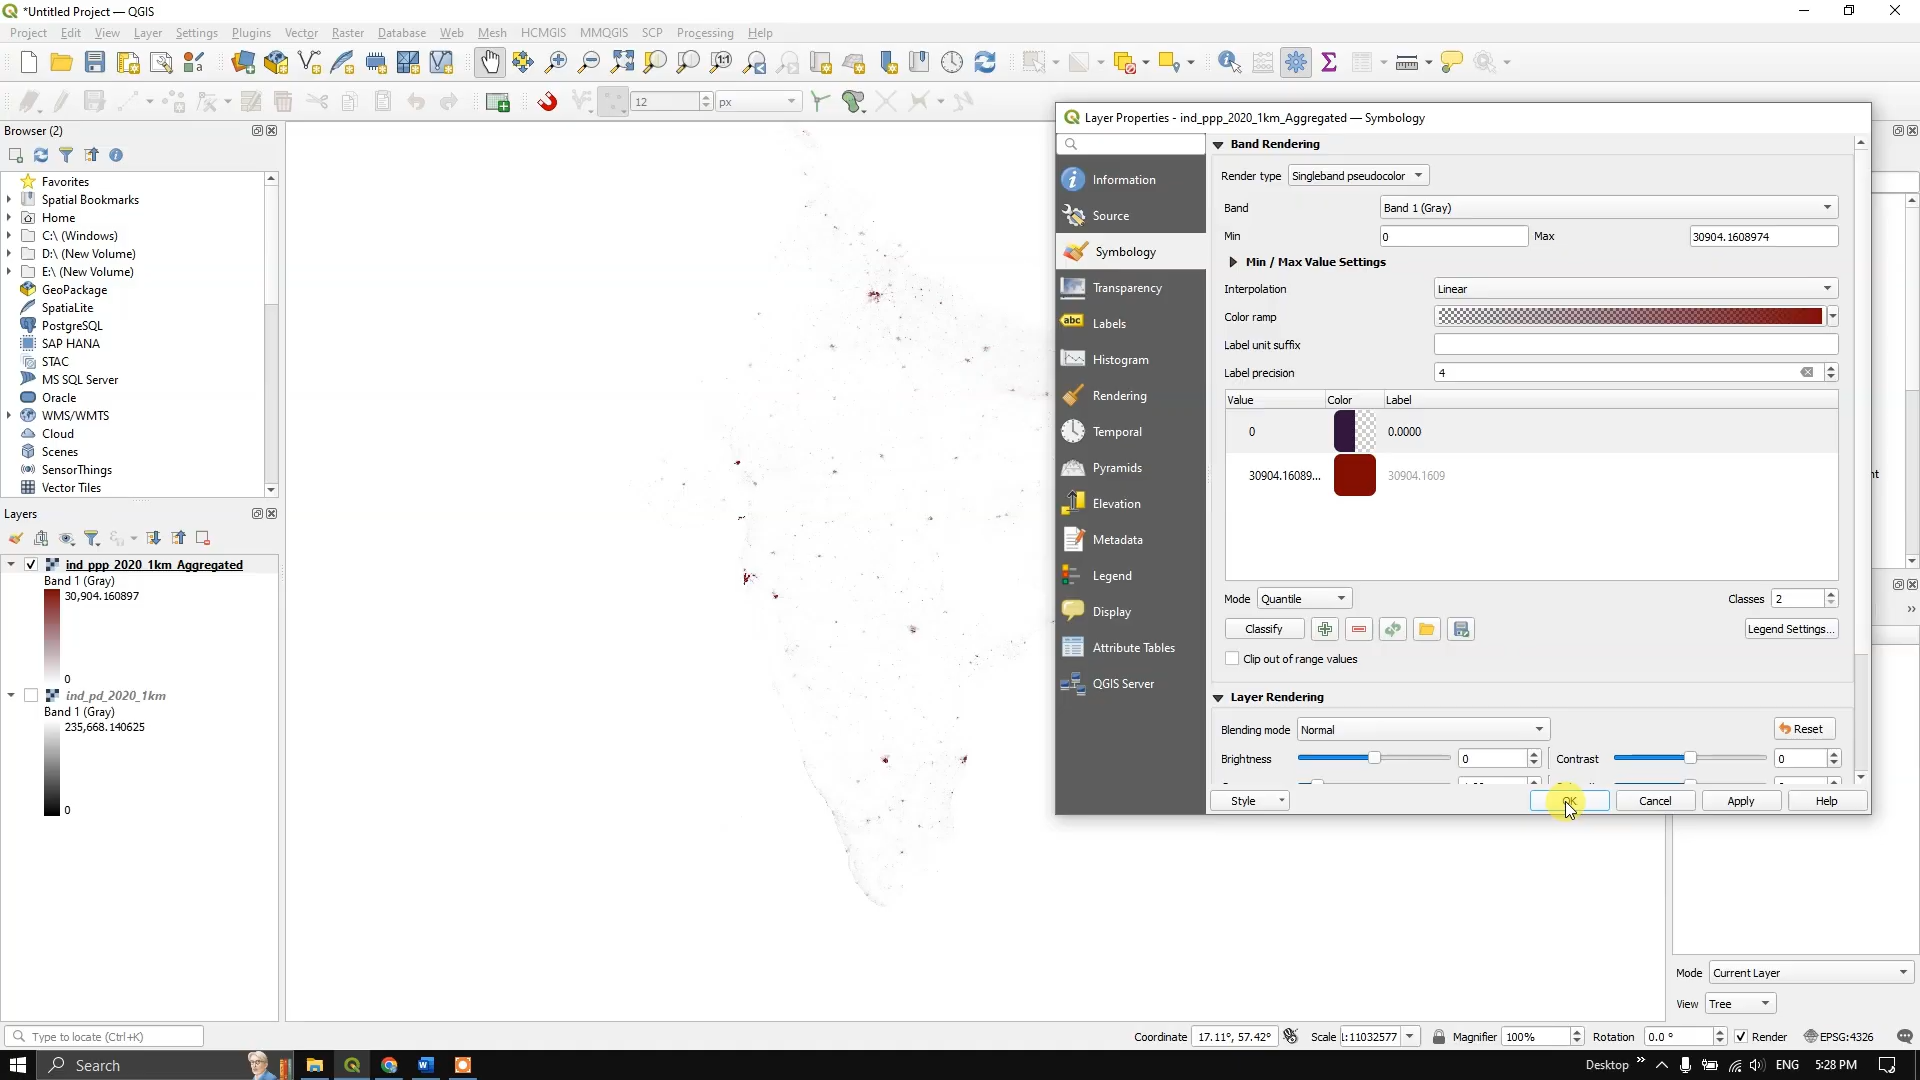 *Untitled Project — QGIS
Project Edit View Layer Settings Plugins Vector Raster Database Web Mesh HCMGIS MMQGIS SCP Processing Help
12 px
Browser (2)
Favorites
Spatial Bookmarks
Home
C:\ (Windows)
D:\ (New Volume)
E:\ (New Volume)
GeoPackage
SpatiaLite
PostgreSQL
SAP HANA
STAC
MS SQL Server
Oracle
WMS/WMTS
Cloud
Scenes
SensorThings
Vector Tiles
Layers
ind_ppp_2020_1km_Aggregated
Band 1 (Gray)
30,904.160897
0
ind_pd_2020_1km
Band 1 (Gray)
235,668.140625
0
Layer Properties - ind_ppp_2020_1km_Aggregated — Symbology
Information
Source
Symbology
Transparency
abc Labels
Histogram
Rendering
Temporal
Pyramids
Elevation
Metadata
Legend
Display
Attribute Tables
QGIS Server
Band Rendering
Render type Singleband pseudocolor
Band Band 1 (Gray)
Min 0 Max 30904.1608974
Min / Max Value Settings
Interpolation Linear
Color ramp
Label unit suffix
Label precision 4
Value Color Label
0 0.0000
30904.16089... 30904.1609
Mode Quantile Classes 2
Classify Legend Settings...
Clip out of range values
Layer Rendering
Blending mode Normal Reset
Brightness 0 Contrast 0
Style OK Cancel Apply Help
nt
Mode Current Layer
View Tree
Type to locate (Ctrl+K) Coordinate 17.11°, 57.42° Scale 1:11032577 Magnifier 100% Rotation 0.0 ° Render EPSG:4326
Search Desktop ENG 5:28 PM